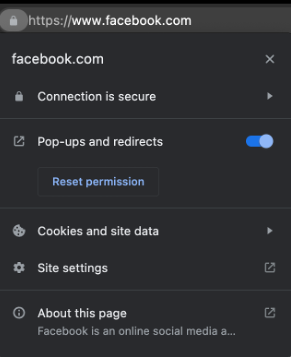 https://www.facebook.com
facebook.com
Connection is secure
Pop-ups and redirects
Reset permission
Cookies and site data
Site settings
About this page
Facebook is an online social media a...